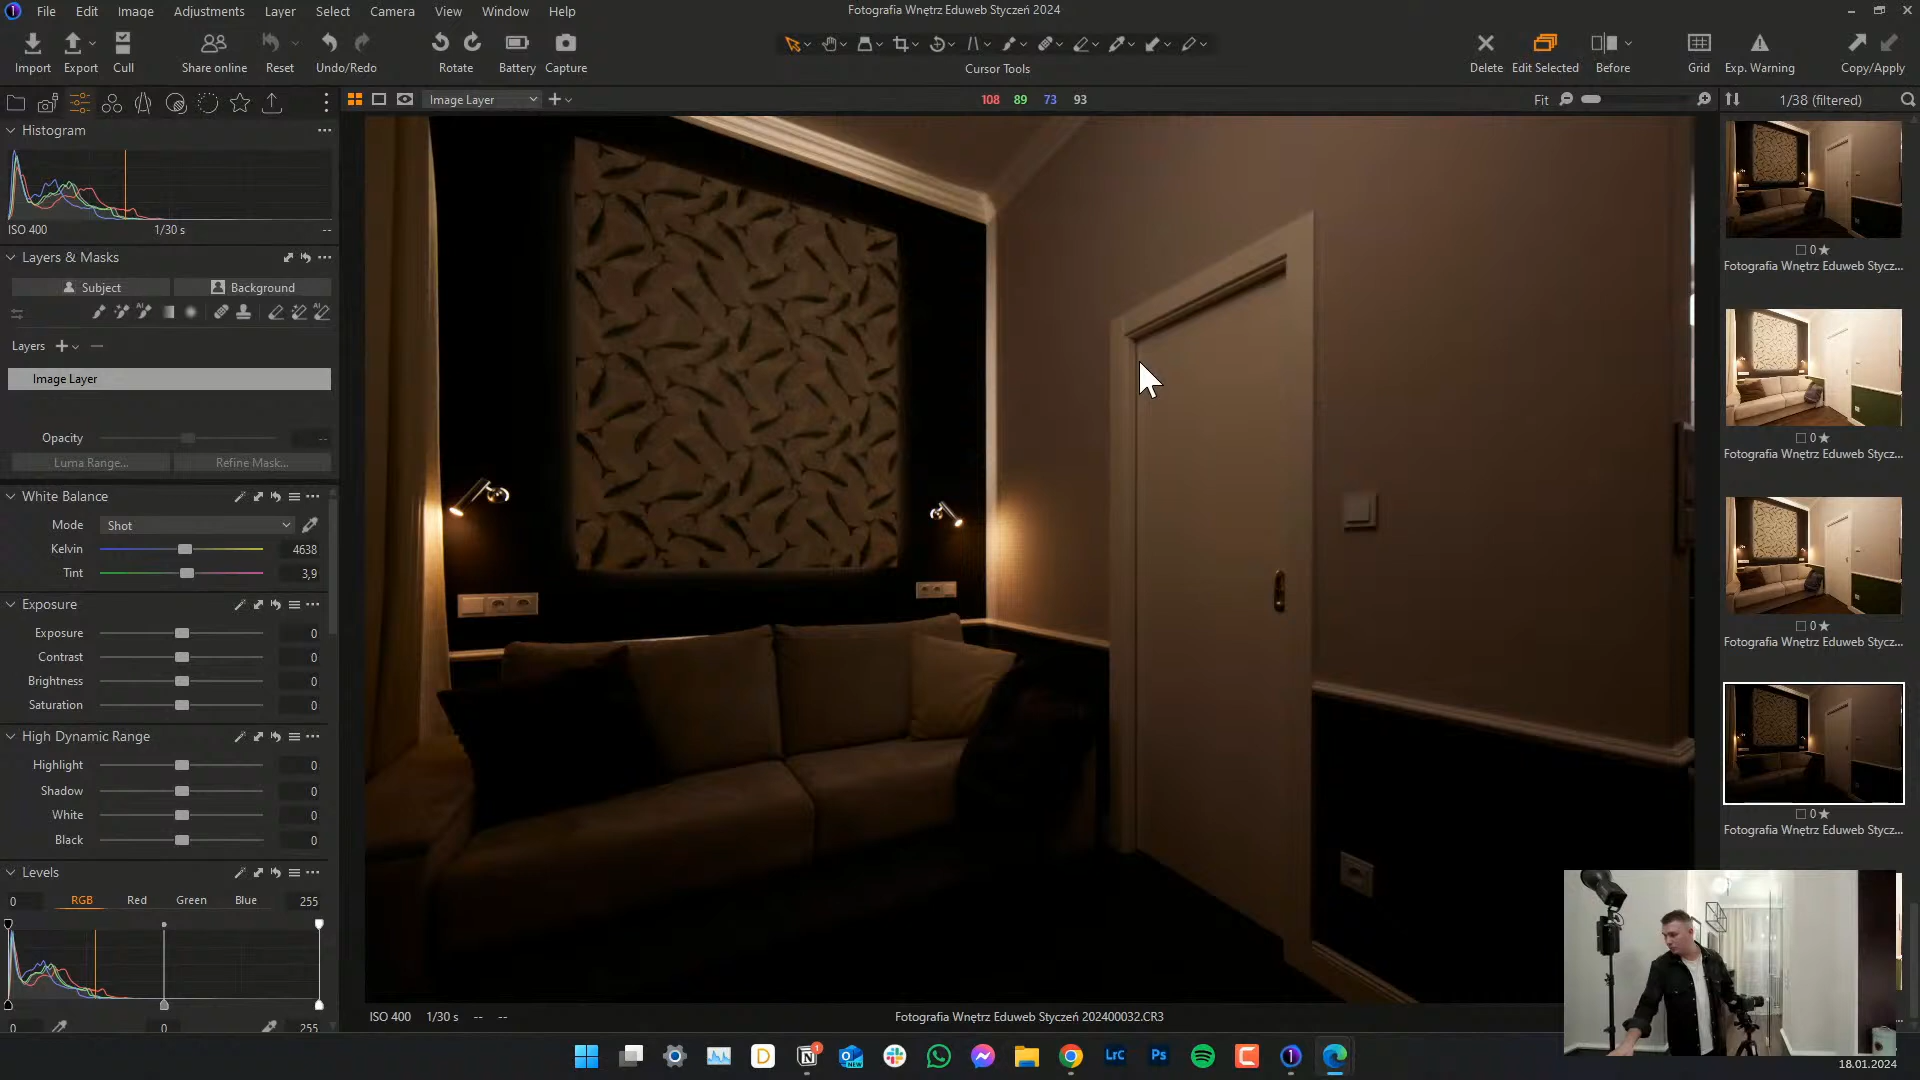 File Edit Image Adjustments Layer Select Camera View Window Help
Fotografia Wnętrz Eduweb Styczeń 2024
Import Export Cull Share online Reset Undo/Redo Rotate Battery Capture
Cursor Tools
Delete Edit Selected Before Grid Exp. Warning Copy/Apply
Image Layer
108 89 73 93
Fit
1/38 (filtered)
Histogram
ISO 400 1/30 s --
Layers & Masks
Subject Background
Layers
Image Layer
Opacity --
Luma Range... Refine Mask...
White Balance
Mode Shot
Kelvin 4638
Tint 3,9
Exposure
Exposure 0
Contrast 0
Brightness 0
Saturation 0
High Dynamic Range
Highlight 0
Shadow 0
White 0
Black 0
Levels
0 RGB Red Green Blue 255
0 0 255
0
Fotografia Wnętrz Eduweb Stycz...
0
Fotografia Wnętrz Eduweb Stycz...
0
Fotografia Wnętrz Eduweb Stycz...
0
Fotografia Wnętrz Eduweb Stycz...
ISO 400 1/30 s -- --
Fotografia Wnętrz Eduweb Styczeń 202400032.CR3
LrC Ps
18.01.2024